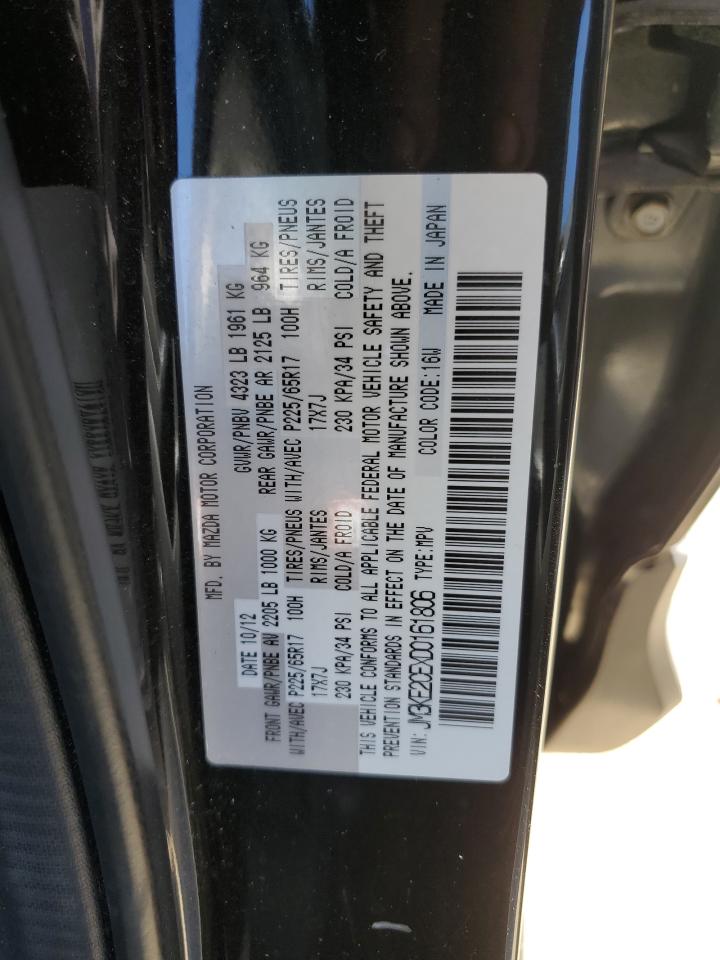 MFD. BY MAZDA MOTOR CORPORATION
DATE 10/12 GVWR/PNBV 4323 LB 1961 KG
FRONT GAWR/PNBE AV 2205 LB 1000 KG REAR GAWR/PNBE AR 2125 LB 964 KG
WITH/AVEC P225/65R17 100H TIRES/PNEUS WITH/AVEC P225/65R17 100H TIRES/PNEUS
17X7J RIMS/JANTES 17X7J RIMS/JANTES
230 KPA/34 PSI COLD/A FROID 230 KPA/34 PSI COLD/A FROID
THIS VEHICLE CONFORMS TO ALL APPLICABLE FEDERAL MOTOR VEHICLE SAFETY AND THEFT
PREVENTION STANDARDS IN EFFECT ON THE DATE OF MANUFACTURE SHOWN ABOVE.
VIN: JM3KE2CEXD0161806 TYPE:MPV COLOR CODE:16W MADE IN JAPAN